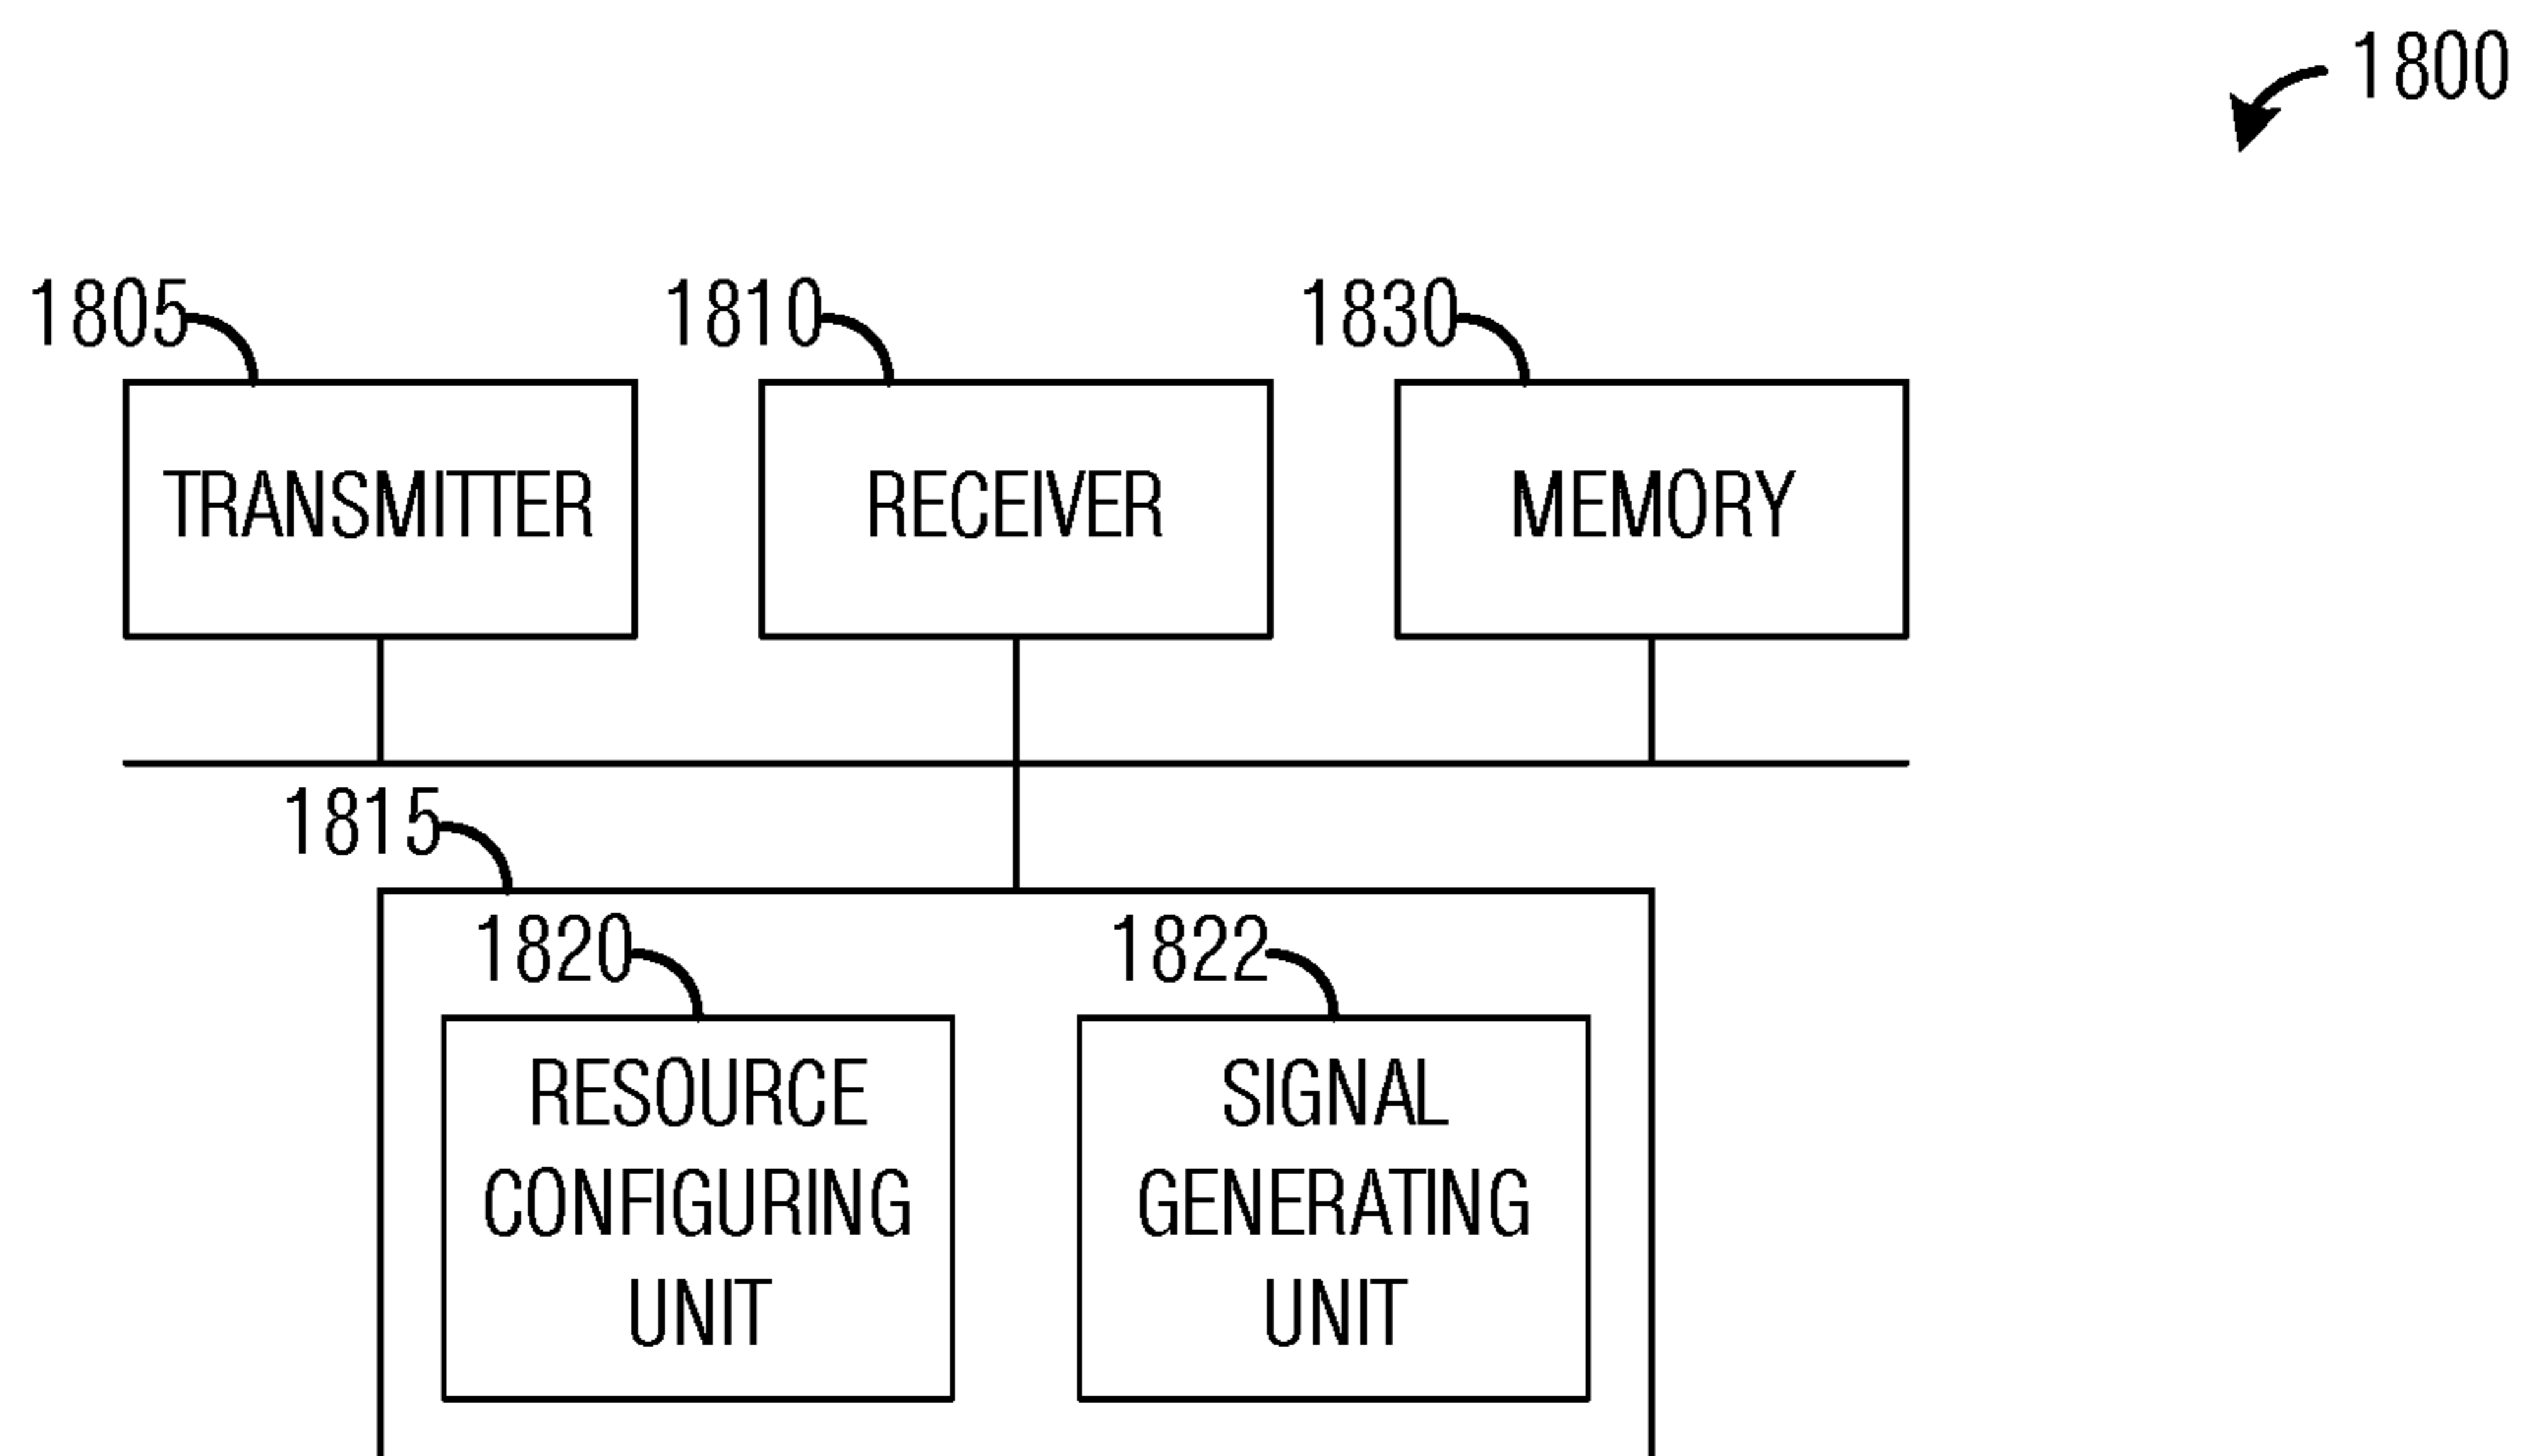 1800
1805
1810
1830
TRANSMITTER
RECEIVER
MEMORY
1815
1820
1822
RESOURCE
CONFIGURING
UNIT
SIGNAL
GENERATING
UNIT